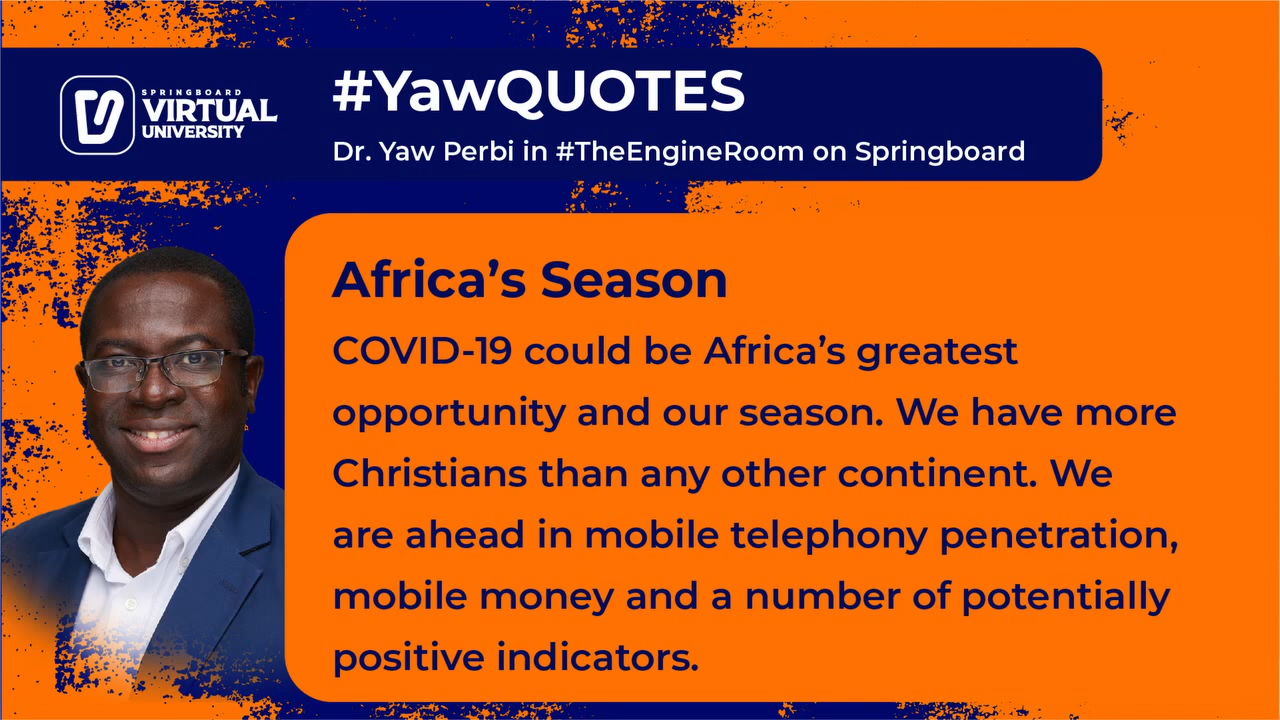 SPRINGBOARD
VIRTUAL
UNIVERSITY
#YawQUOTES
Dr. Yaw Perbi in #TheEngineRoom on Springboard
Africa’s Season
COVID-19 could be Africa’s greatest
opportunity and our season. We have more
Christians than any other continent. We
are ahead in mobile telephony penetration,
mobile money and a number of potentially
positive indicators.